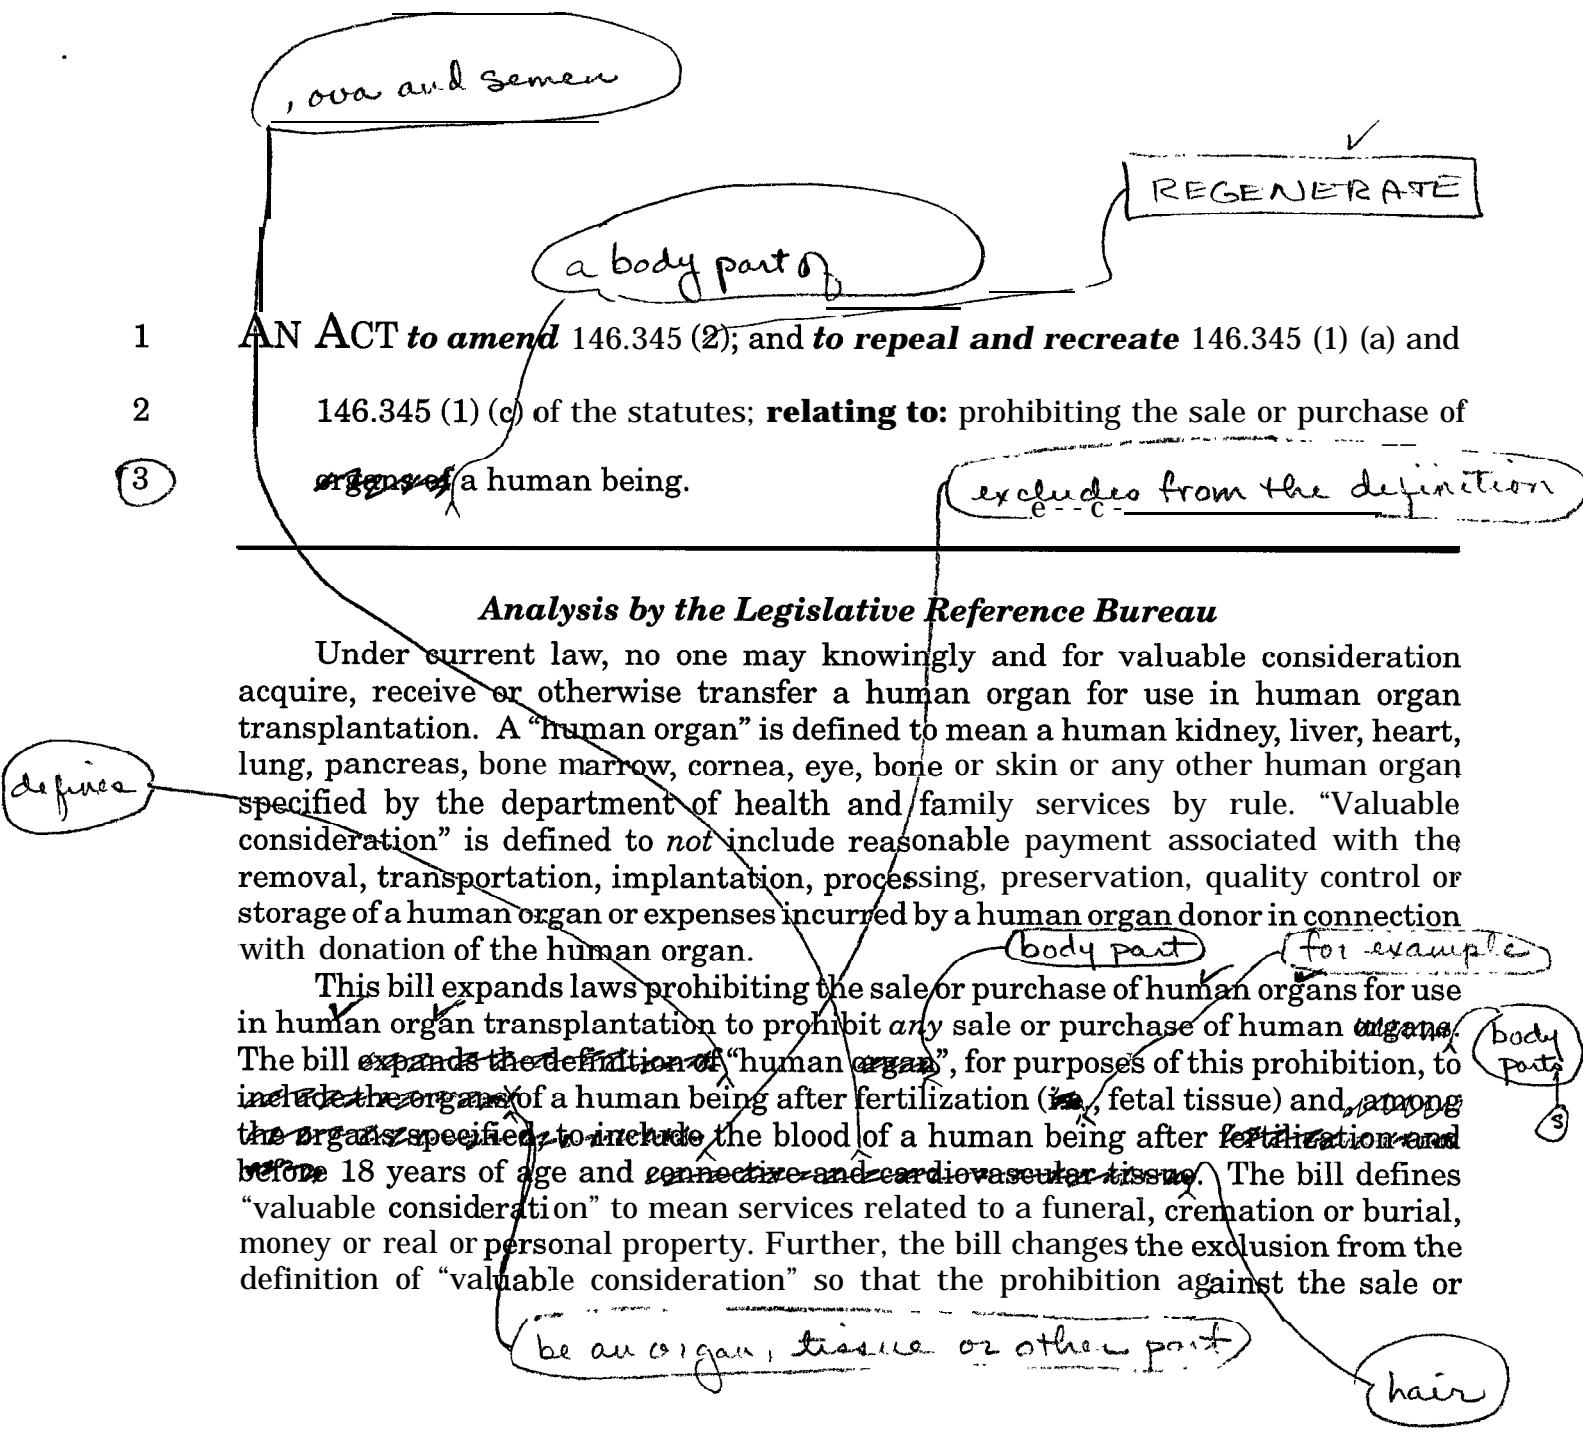 , ova and semen
REGENERATE
a body part of
1 AN ACT to amend 146.345 (2); and to repeal and recreate 146.345 (1) (a) and
2 146.345 (1) (c) of the statutes; relating to: prohibiting the sale or purchase of
3 organs of a human being.
excludes from the definition
e - - c -
Analysis by the Legislative Reference Bureau
Under current law, no one may knowingly and for valuable consideration
acquire, receive or otherwise transfer a human organ for use in human organ
transplantation. A “human organ” is defined to mean a human kidney, liver, heart,
lung, pancreas, bone marrow, cornea, eye, bone or skin or any other human organ
defines
specified by the department of health and family services by rule. “Valuable
consideration” is defined to not include reasonable payment associated with the
removal, transportation, implantation, processing, preservation, quality control or
storage of a human organ or expenses incurred by a human organ donor in connection
with donation of the human organ.
body part
for example
This bill expands laws prohibiting the sale or purchase of human organs for use
in human organ transplantation to prohibit any sale or purchase of human organs.
body parts
The bill expands the definition of “human organ”, for purposes of this prohibition, to
include the organs of a human being after fertilization (, fetal tissue) and, among
s
the organs specified, to include the blood of a human being after fertilization and
before 18 years of age and connective and cardiovascular tissue. The bill defines
“valuable consideration” to mean services related to a funeral, cremation or burial,
money or real or personal property. Further, the bill changes the exclusion from the
definition of “valuable consideration” so that the prohibition against the sale or
be an organ, tissue or other part
hair